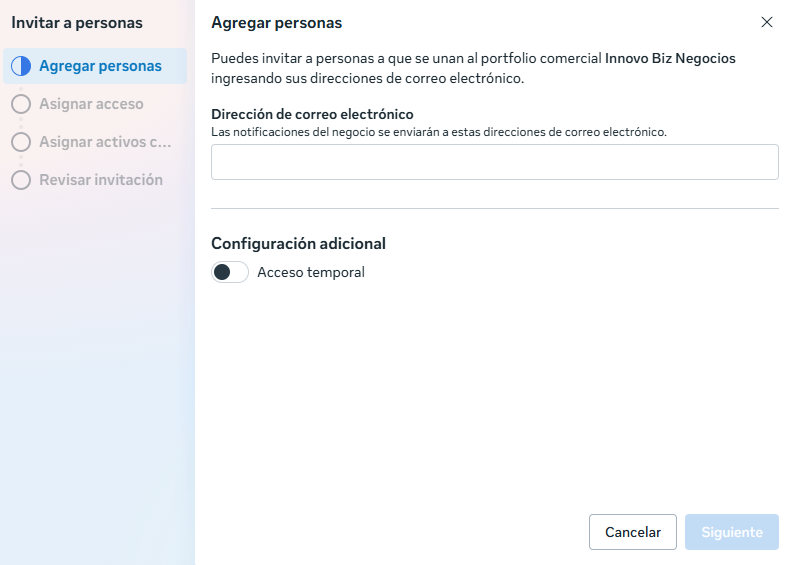 Invitar a personas
Agregar personas
Asignar acceso
Asignar activos c...
Revisar invitación
Agregar personas
Puedes invitar a personas a que se unan al portfolio comercial Innovo Biz Negocios
ingresando sus direcciones de correo electrónico.
Dirección de correo electrónico
Las notificaciones del negocio se enviarán a estas direcciones de correo electrónico.
Configuración adicional
Acceso temporal
Cancelar
Siguiente